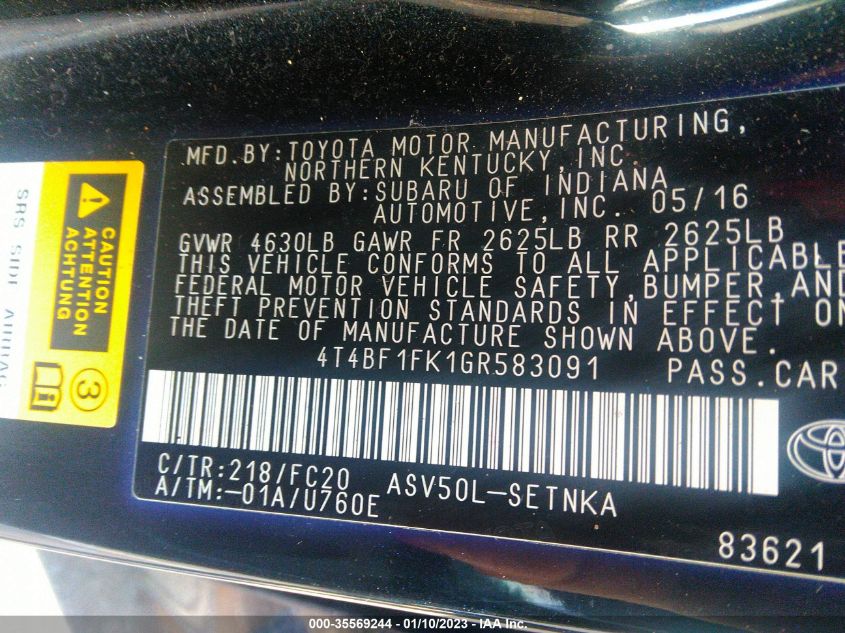 MFD.BY:TOYOTA MOTOR MANUFACTURING,
NORTHERN KENTUCKY,INC.
ASSEMBLED BY:SUBARU OF INDIANA
AUTOMOTIVE,INC. 05/16
GVWR 4630LB GAWR FR 2625LB RR 2625LB
THIS VEHICLE CONFORMS TO ALL APPLICABLE
FEDERAL MOTOR VEHICLE SAFETY,BUMPER,AND
THEFT PREVENTION STANDARDS IN EFFECT ON
THE DATE OF MANUFACTURE SHOWN ABOVE.
4T4BF1FK1GR583091 PASS.CAR
C/TR:218/FC20 ASV50L-SETNKA
A/TM:-01A/U760E
83621
CAUTION
ATTENTION
ACHTUNG
3
i
SRS SIDE AIRBAG
000-35569244 - 01/10/2023 - IAA Inc.